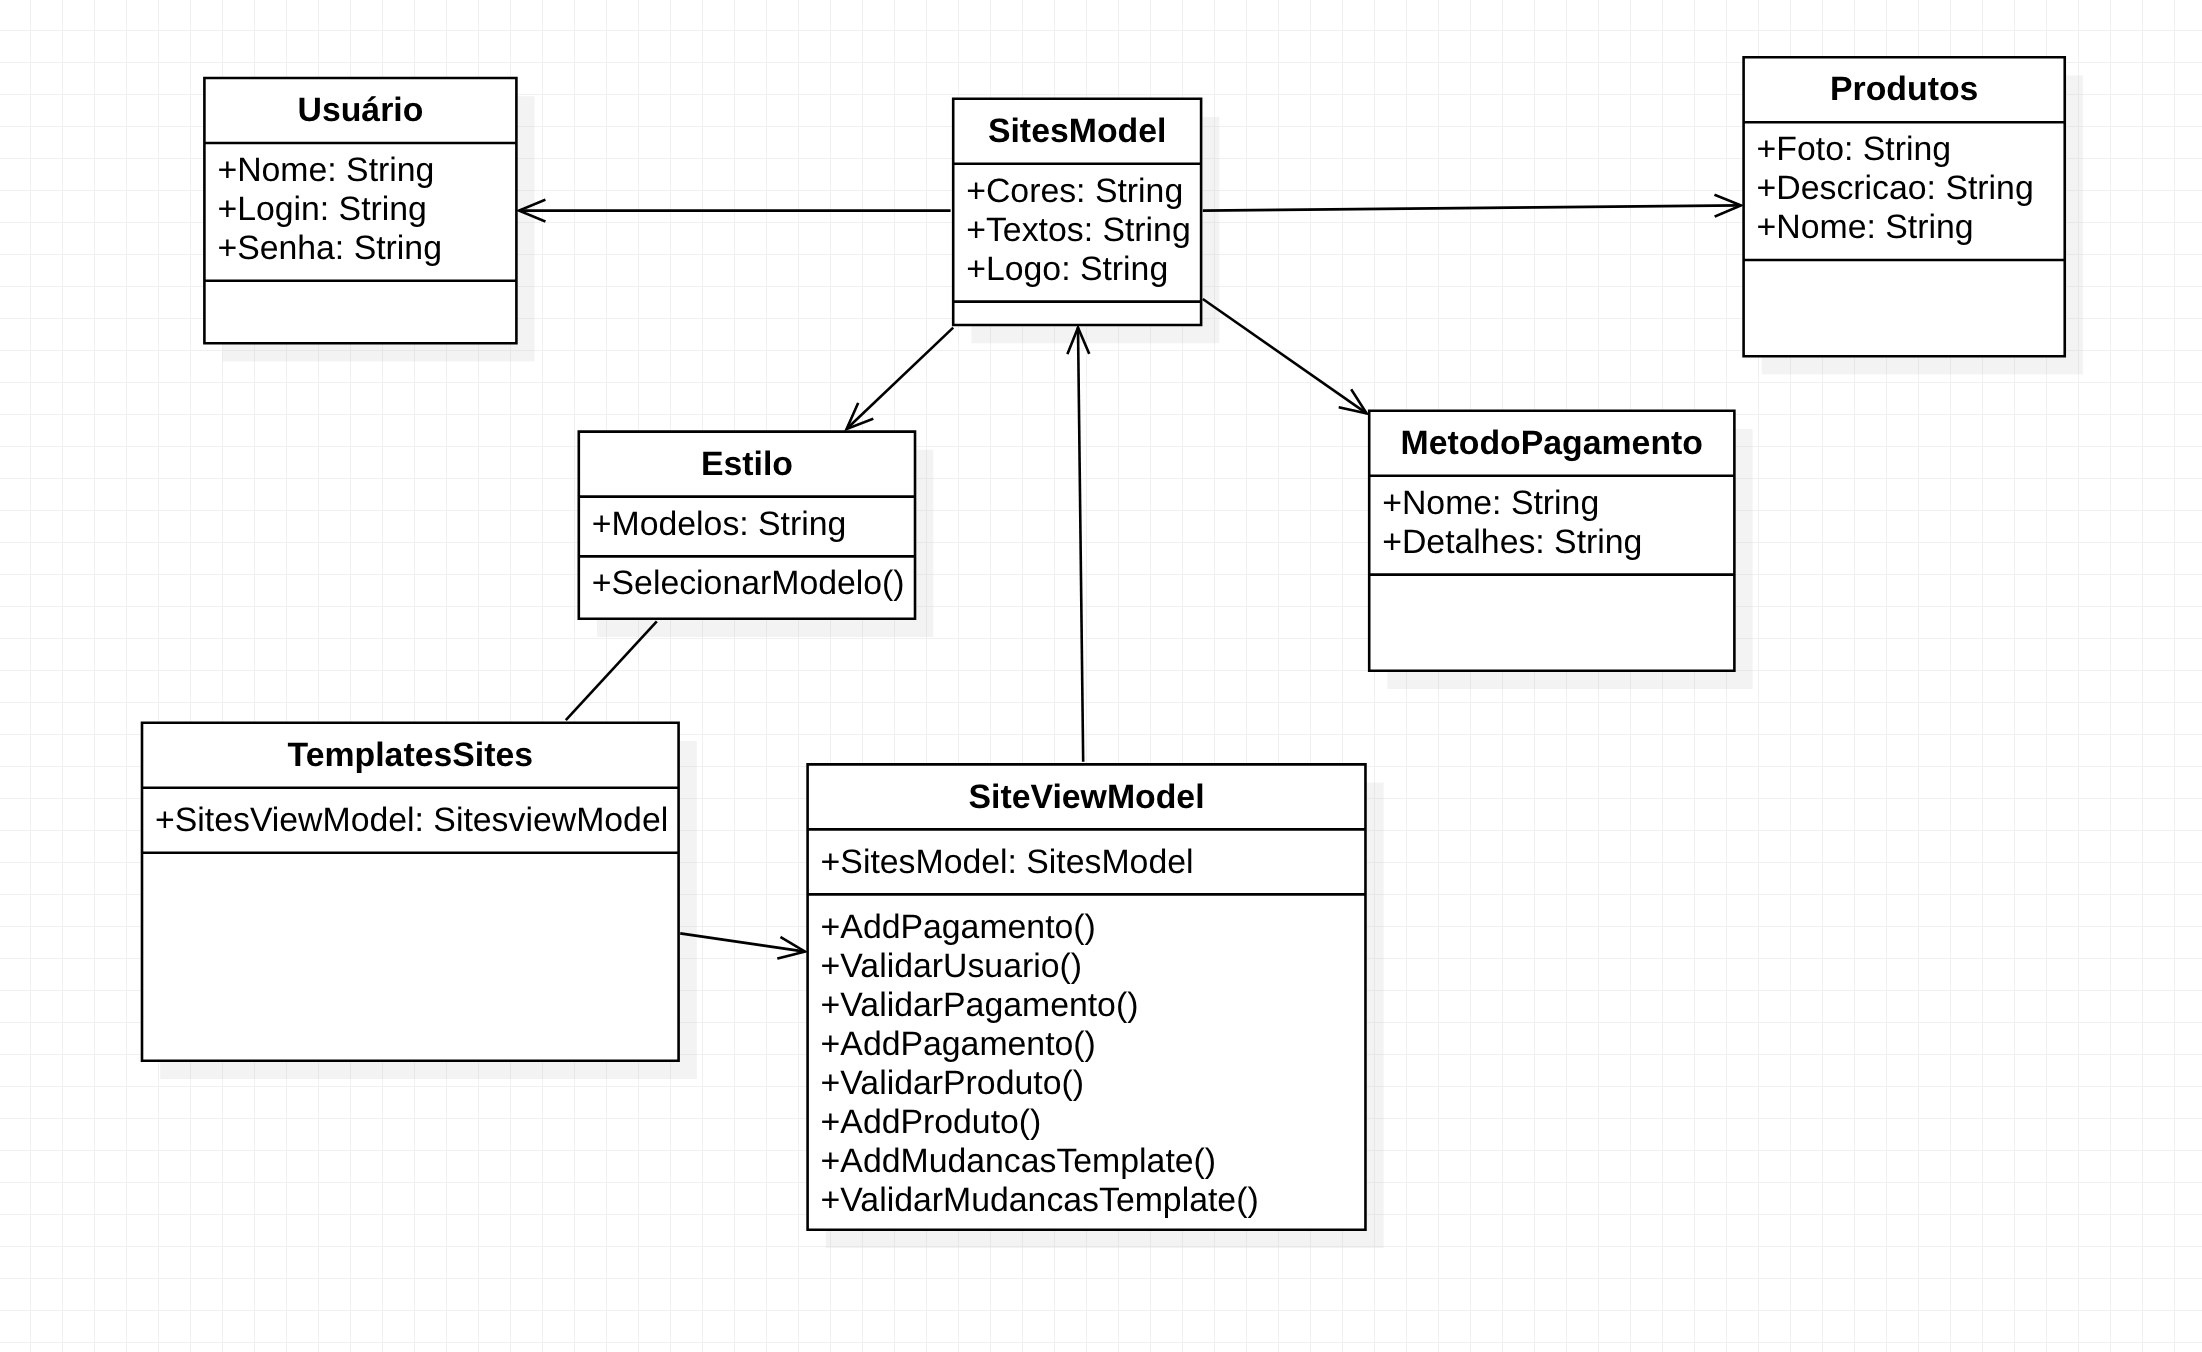 Usuário
+Nome: String
+Login: String
+Senha: String
SitesModel
+Cores: String
+Textos: String
+Logo: String
Produtos
+Foto: String
+Descricao: String
+Nome: String
Estilo
+Modelos: String
+SelecionarModelo()
MetodoPagamento
+Nome: String
+Detalhes: String
TemplatesSites
+SitesViewModel: SitesviewModel
SiteViewModel
+SitesModel: SitesModel
+AddPagamento()
+ValidarUsuario()
+ValidarPagamento()
+AddPagamento()
+ValidarProduto()
+AddProduto()
+AddMudancasTemplate()
+ValidarMudancasTemplate()